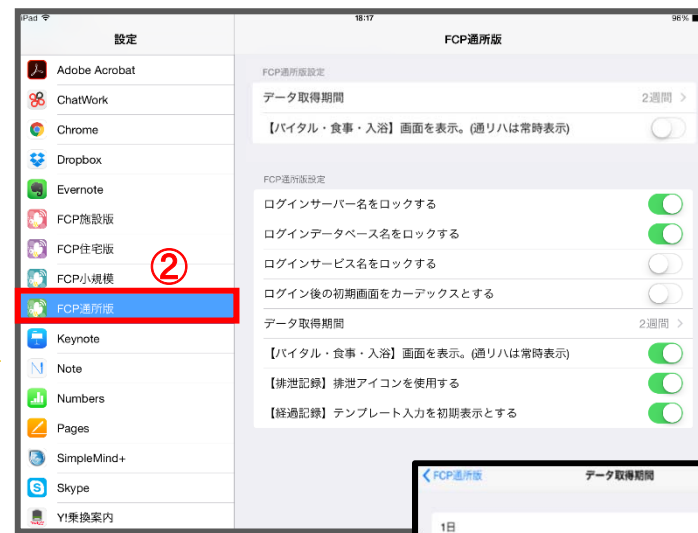 iPad 18:17 96%
設定
FCP通所版
Adobe Acrobat
ChatWork
Chrome
Dropbox
Evernote
FCP施設版
FCP住宅版
FCP小規模
②
FCP通所版
Keynote
Note
Numbers
Pages
SimpleMind+
Skype
Y!乗換案内
FCP通所版設定
データ取得期間 2週間
【バイタル・食事・入浴】画面を表示。(通リハは常時表示)
FCP通所版設定
ログインサーバー名をロックする
ログインデータベース名をロックする
ログインサービス名をロックする
ログイン後の初期画面をカーデックスとする
データ取得期間 2週間
【バイタル・食事・入浴】画面を表示。(通リハは常時表示)
【排泄記録】排泄アイコンを使用する
【経過記録】テンプレート入力を初期表示とする
FCP通所版 データ取得期間
1日